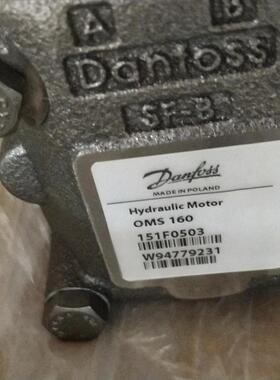 A B
Danfoss
SF-B
Danfoss
MADE IN POLAND
Hydraulic Motor
OMS 160
151F0503
W94779231